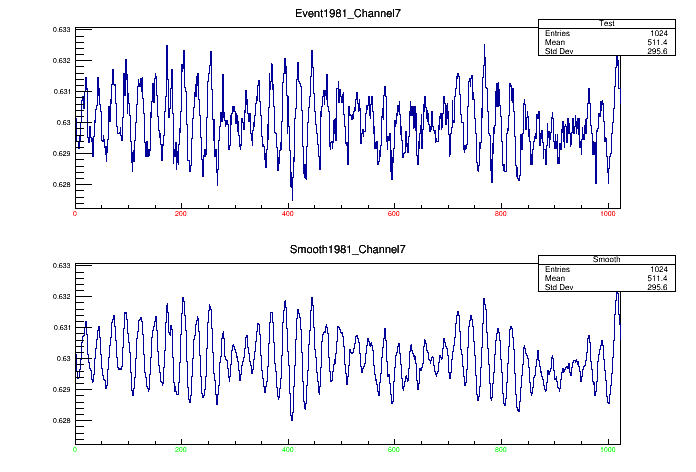 Event1981_Channel7
Test
Entries 1024
Mean 511.4
Std Dev 295.6
0.633
0.632
0.631
0.63
0.629
0.628
0 200 400 600 800 1000
Smooth1981_Channel7
Smooth
Entries 1024
Mean 511.4
Std Dev 295.6
0.633
0.632
0.631
0.63
0.629
0.628
0 200 400 600 800 1000